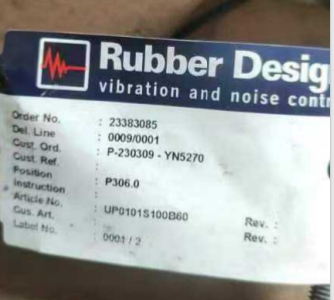 Rubber Desig
vibration and noise cont
Order No. : 23383085
Del. Line : 0009/0001
Cust. Ord. : P-230309 - YN5270
Cust. Ref. :
Position :
Instruction : P306.0
Article No. :
Cus. Art. : UP0101S100B60 Rev. :
Label No. : 0001 / 2 Rev. :